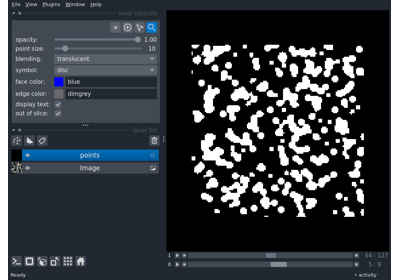 File View Plugins Window Help
layer controls
opacity: 1.00
point size: 10
blending: translucent
symbol: disc
face color: blue
edge color: dimgrey
display text:
out of slice:
layer list
points
Image
1 64 127
0 5 9
activity